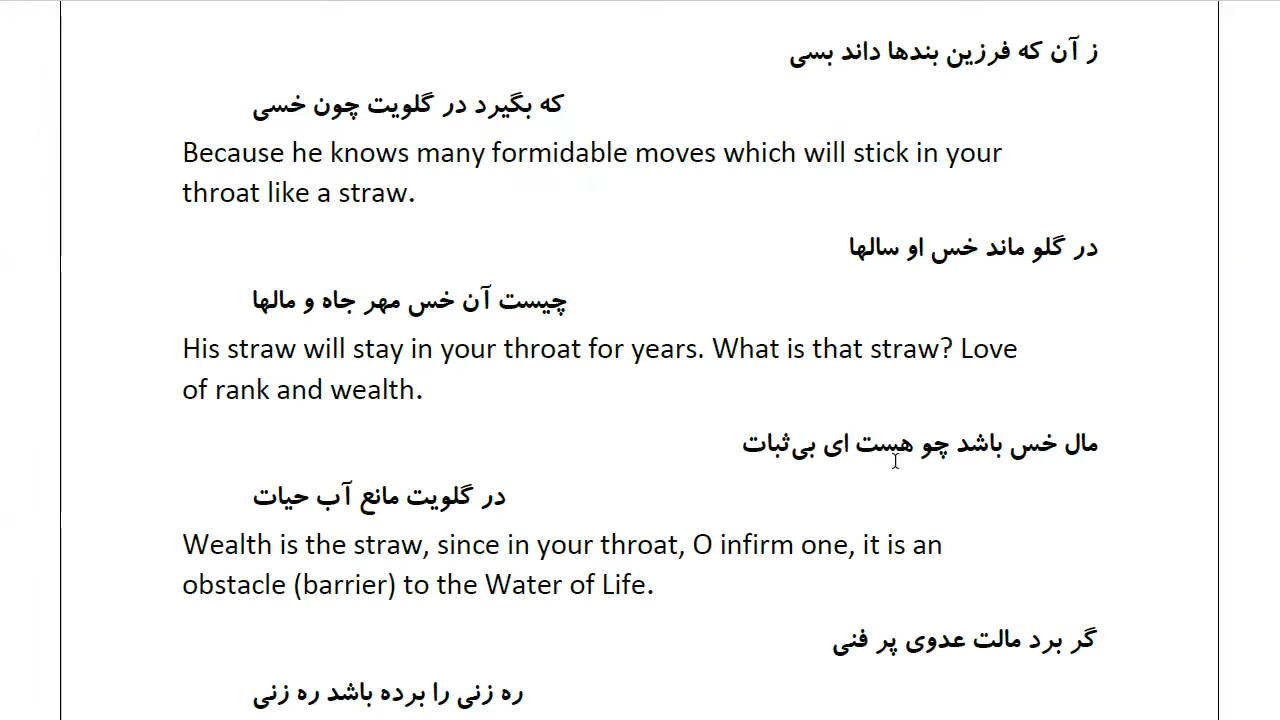 ز آن که فرزین بندها داند بسی
که بگیرد در گلویت چون خسی
Because he knows many formidable moves which will stick in your
throat like a straw.
در گلو ماند خس او سالها
چیست آن خس مهر جاه و مالها
His straw will stay in your throat for years. What is that straw? Love
of rank and wealth.
مال خس باشد چو هست ای بی‌ثبات
در گلویت مانع آب حیات
Wealth is the straw, since in your throat, O infirm one, it is an
obstacle (barrier) to the Water of Life.
گر برد مالت عدوی پر فنی
ره زنی را برده باشد ره زنی